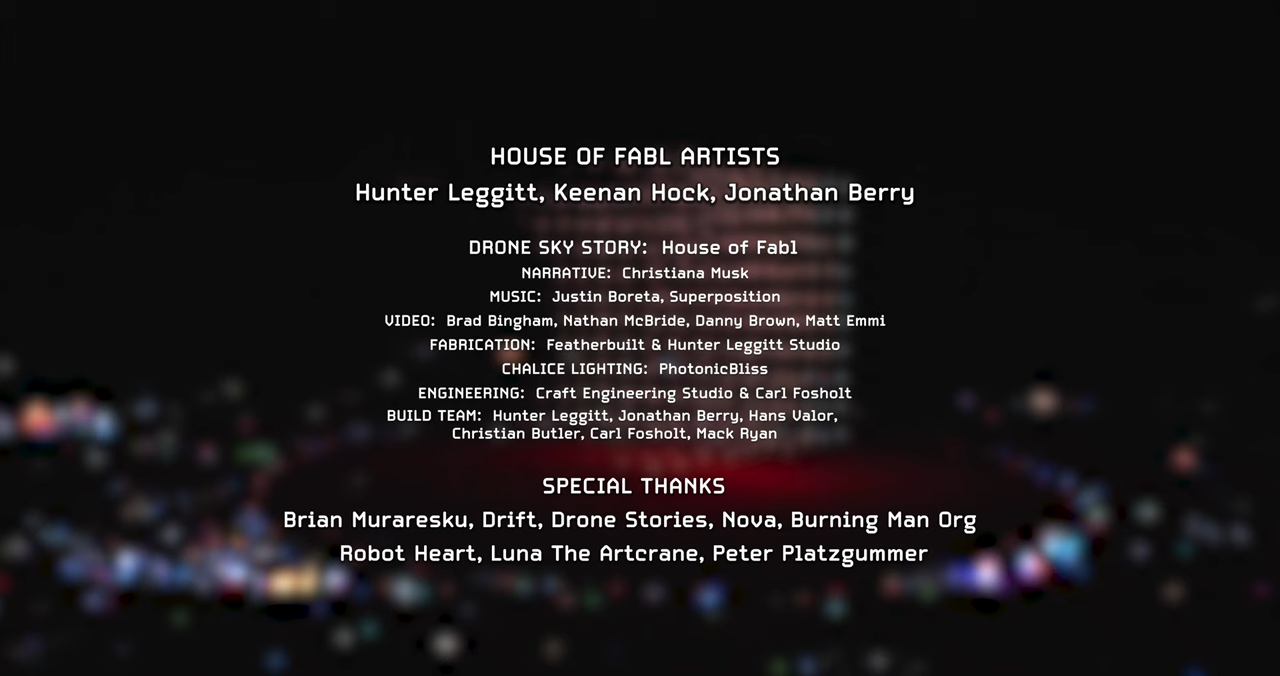 HOUSE OF FABL ARTISTS
Hunter Leggitt, Keenan Hock, Jonathan Berry
DRONE SKY STORY: House of Fabl
NARRATIVE: Christiana Musk
MUSIC: Justin Boreta, Superposition
VIDEO: Brad Bingham, Nathan McBride, Danny Brown, Matt Emmi
FABRICATION: Featherbuilt & Hunter Leggitt Studio
CHALICE LIGHTING: PhotonicBliss
ENGINEERING: Craft Engineering Studio & Carl Fosholt
BUILD TEAM: Hunter Leggitt, Jonathan Berry, Hans Valor,
Christian Butler, Carl Fosholt, Mack Ryan
SPECIAL THANKS
Brian Muraresku, Drift, Drone Stories, Nova, Burning Man Org
Robot Heart, Luna The Artcrane, Peter Platzgummer